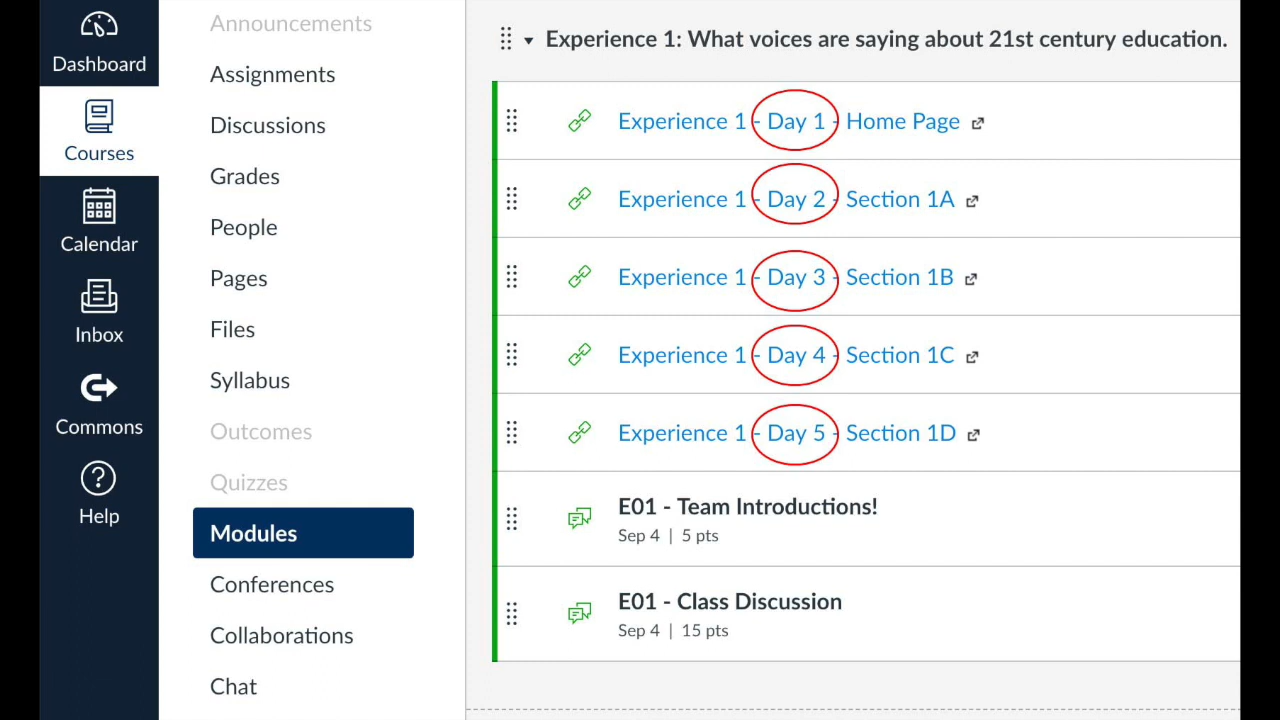 Dashboard
Courses
Calendar
Inbox
Commons
Help
Announcements
Assignments
Discussions
Grades
People
Pages
Files
Syllabus
Outcomes
Quizzes
Modules
Conferences
Collaborations
Chat
Experience 1: What voices are saying about 21st century education.
Experience 1 - Day 1 - Home Page
Experience 1 - Day 2 - Section 1A
Experience 1 - Day 3 - Section 1B
Experience 1 - Day 4 - Section 1C
Experience 1 - Day 5 - Section 1D
E01 - Team Introductions!
Sep 4 | 5 pts
E01 - Class Discussion
Sep 4 | 15 pts